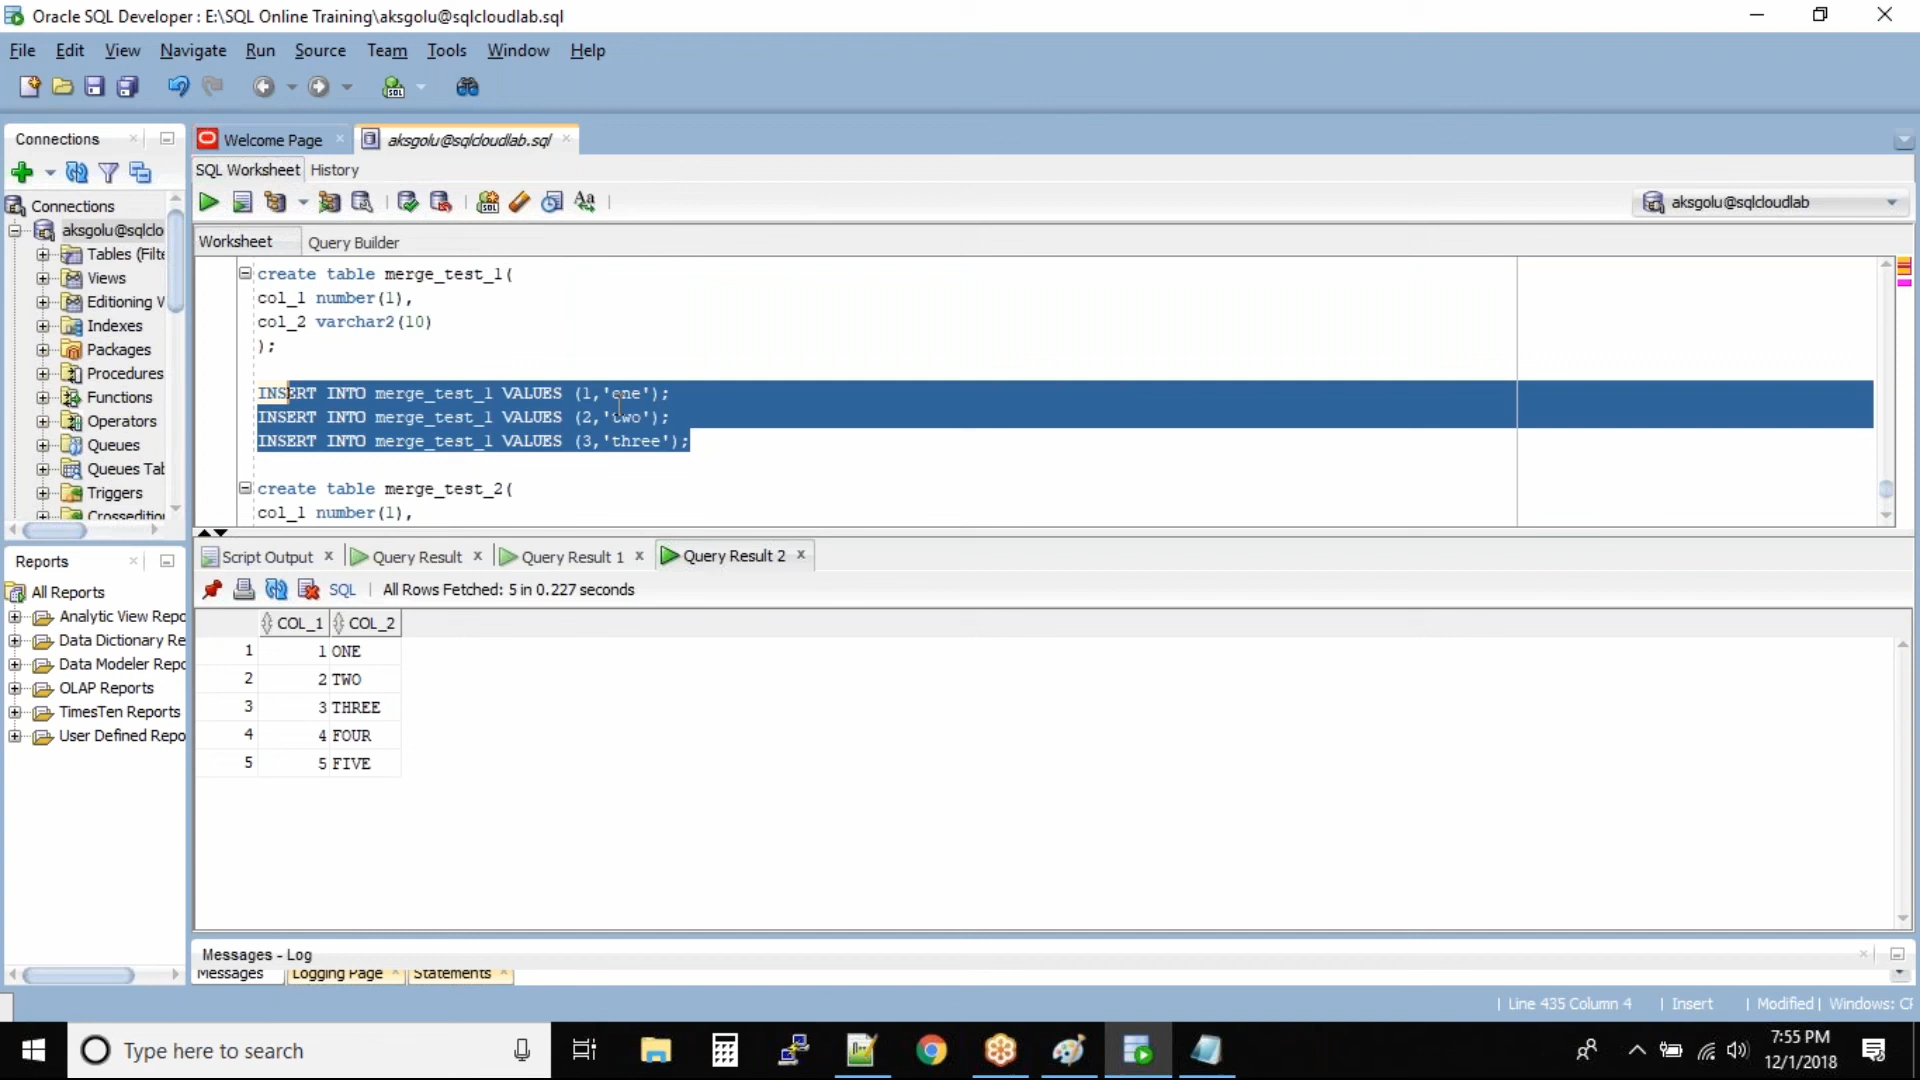 Oracle SQL Developer : E:\SQL Online Training\aksgolu@sqlcloudlab.sql
File Edit View Navigate Run Source Team Tools Window Help
Connections
Welcome Page
aksgolu@sqlcloudlab.sql
SQL Worksheet History
aksgolu@sqlcloudlab
Worksheet Query Builder
Connections
aksgolu@sqlclo
Tables (Filte
Views
Editioning V
Indexes
Packages
Procedures
Functions
Operators
Queues
Queues Tab
Triggers
Crossedition
create table merge_test_1(
col_1 number(1),
col_2 varchar2(10)
);
INSERT INTO merge_test_1 VALUES (1,'one');
INSERT INTO merge_test_1 VALUES (2,'two');
INSERT INTO merge_test_1 VALUES (3,'three');
create table merge_test_2(
col_1 number(1),
Reports
All Reports
Analytic View Repo
Data Dictionary Re
Data Modeler Repo
OLAP Reports
TimesTen Reports
User Defined Repo
Script Output Query Result Query Result 1 Query Result 2
SQL All Rows Fetched: 5 in 0.227 seconds
COL_1 COL_2
1 1 ONE
2 2 TWO
3 3 THREE
4 4 FOUR
5 5 FIVE
Messages - Log
Messages Logging Page Statements
Line 435 Column 4 Insert Modified Windows: CR
Type here to search
7:55 PM
12/1/2018